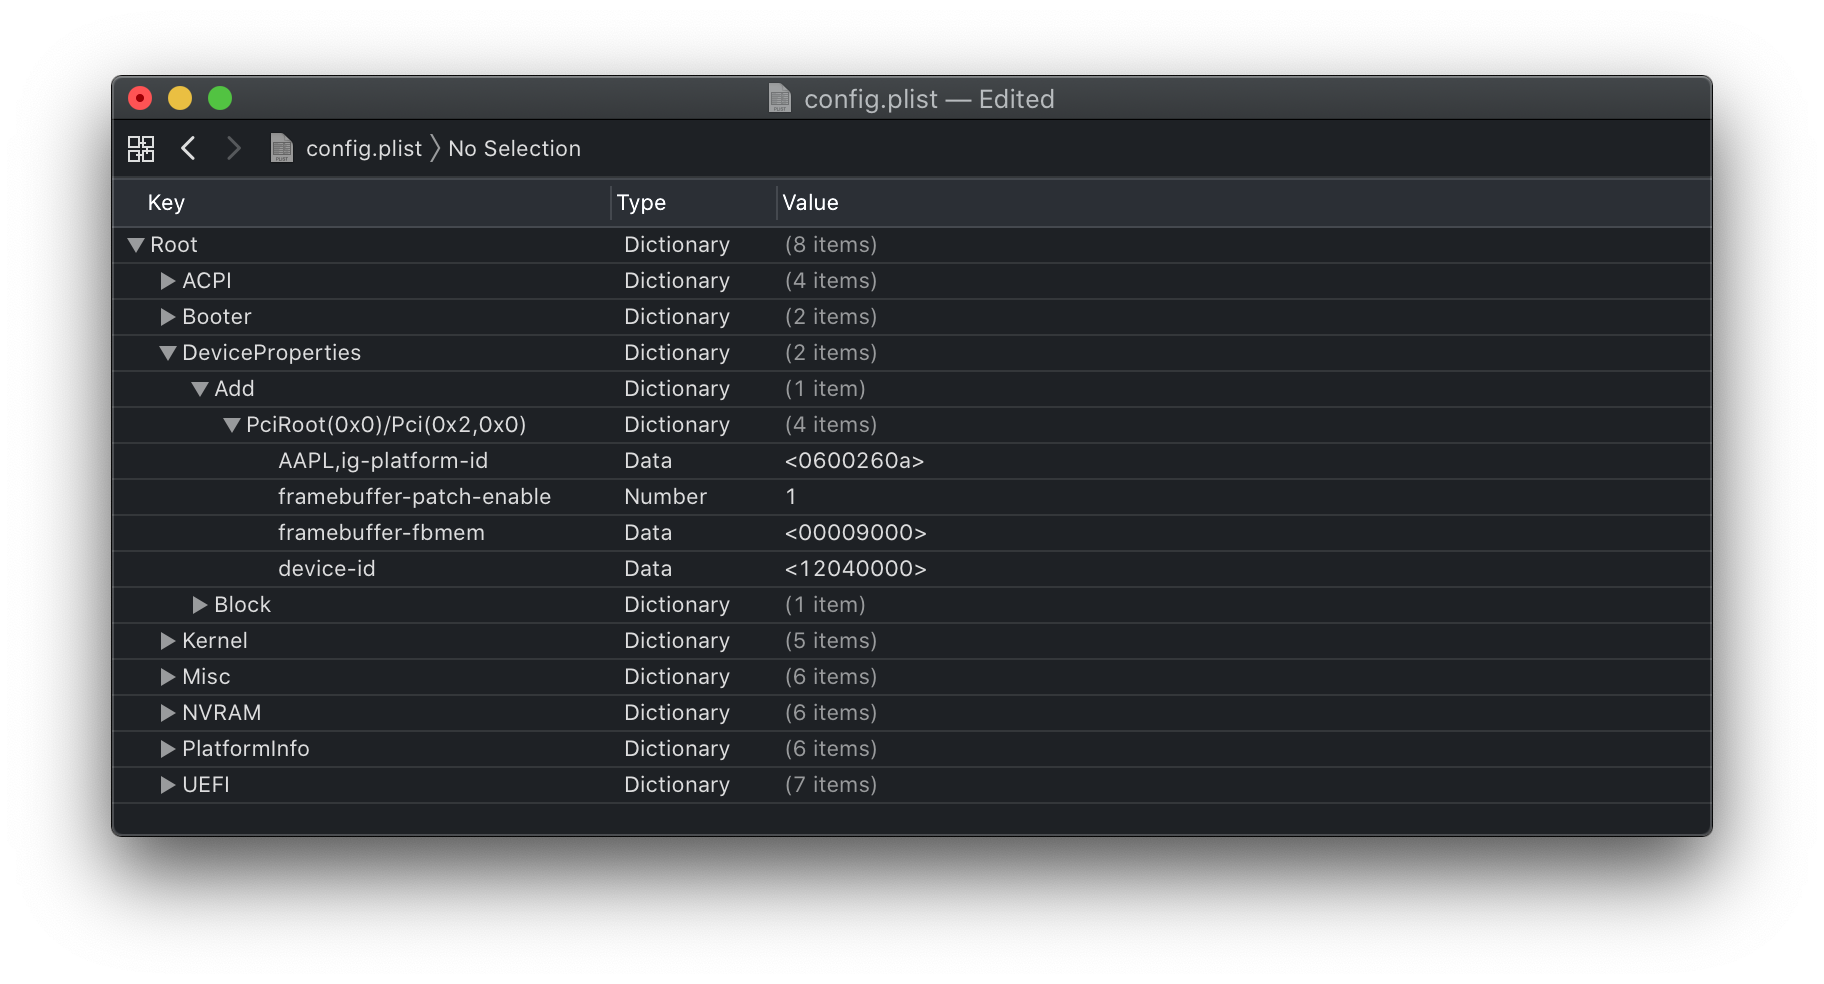 config.plist — Edited
config.plist 〉 No Selection
Key Type Value
Root Dictionary (8 items)
ACPI Dictionary (4 items)
Booter Dictionary (2 items)
DeviceProperties Dictionary (2 items)
Add Dictionary (1 item)
PciRoot(0x0)/Pci(0x2,0x0) Dictionary (4 items)
AAPL,ig-platform-id Data <0600260a>
framebuffer-patch-enable Number 1
framebuffer-fbmem Data <00009000>
device-id Data <12040000>
Block Dictionary (1 item)
Kernel Dictionary (5 items)
Misc Dictionary (6 items)
NVRAM Dictionary (6 items)
PlatformInfo Dictionary (6 items)
UEFI Dictionary (7 items)